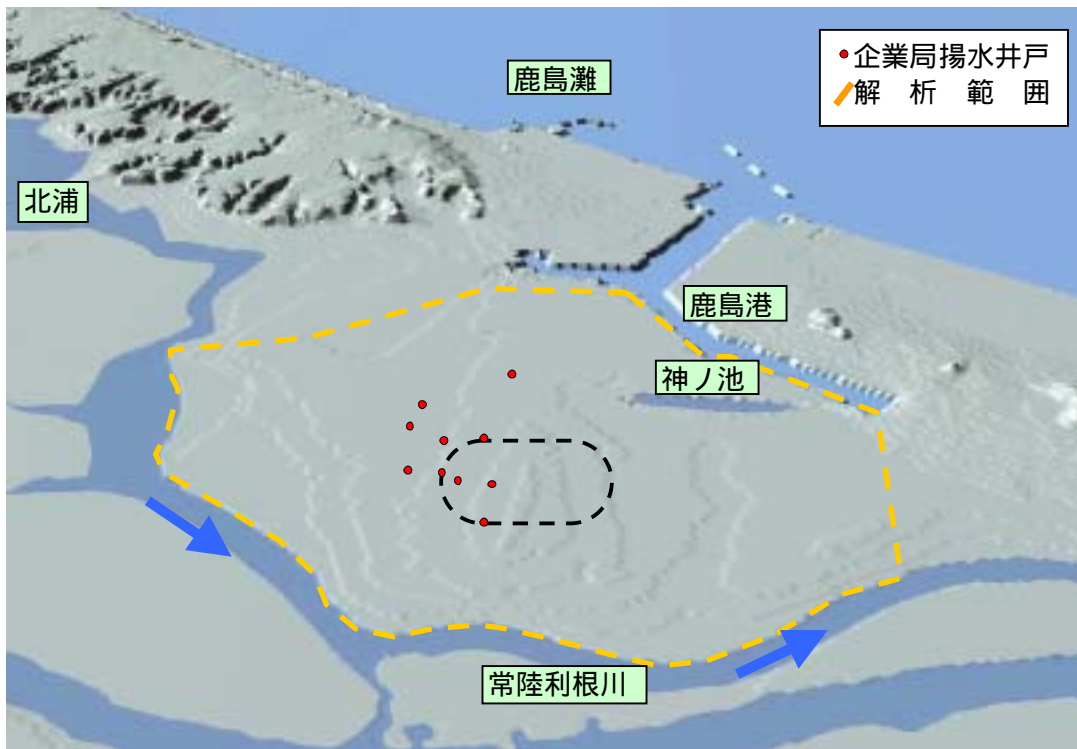 鹿島灘
企業局揚水井戸
解析範囲
北浦
鹿島港
神ノ池
常陸利根川